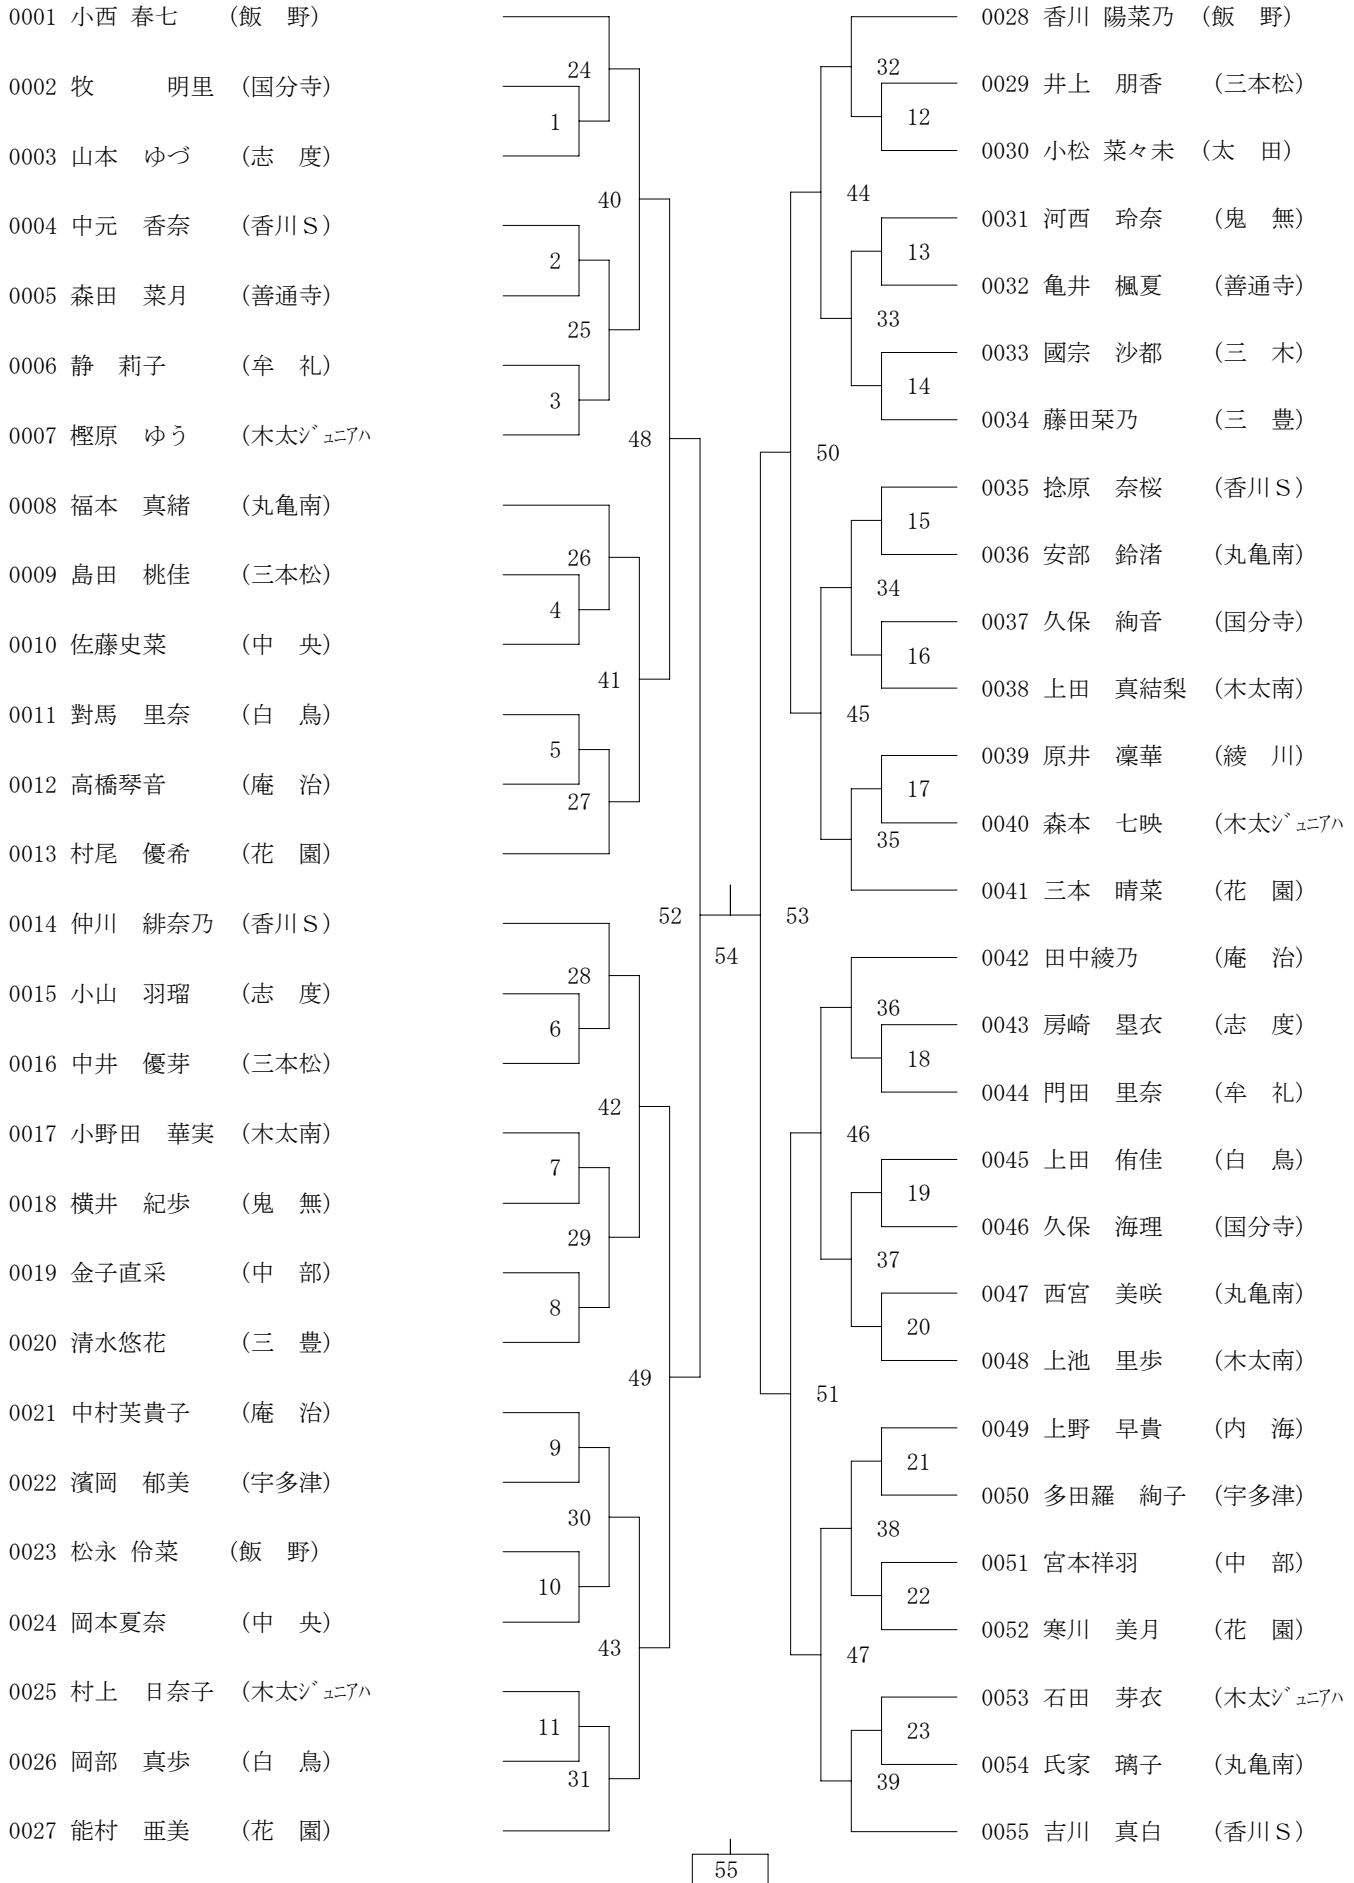 0001 小西 春七 (飯 野)
24
0002 牧 明里 (国分寺)
1
0003 山本 ゆづ (志 度)
40
0004 中元 香奈 (香川Ｓ)
2
0005 森田 菜月 (善通寺)
25
0006 静 莉子 (牟 礼)
3
0007 樫原 ゆう (木太ｼﾞｭﾆｱﾊ
48
0008 福本 真緒 (丸亀南)
26
0009 島田 桃佳 (三本松)
4
0010 佐藤史菜 (中 央)
41
0011 對馬 里奈 (白 鳥)
5
0012 高橋琴音 (庵 治)
27
0013 村尾 優希 (花 園)
52
0014 仲川 緋奈乃 (香川Ｓ)
28
0015 小山 羽瑠 (志 度)
6
0016 中井 優芽 (三本松)
42
0017 小野田 華実 (木太南)
7
0018 横井 紀歩 (鬼 無)
29
0019 金子直采 (中 部)
8
0020 清水悠花 (三 豊)
49
0021 中村芙貴子 (庵 治)
9
0022 濱岡 郁美 (宇多津)
30
0023 松永 伶菜 (飯 野)
10
0024 岡本夏奈 (中 央)
43
0025 村上 日奈子 (木太ｼﾞｭﾆｱﾊ
11
0026 岡部 真歩 (白 鳥)
31
0027 能村 亜美 (花 園)
54
55
0028 香川 陽菜乃 (飯 野)
32
0029 井上 朋香 (三本松)
12
0030 小松 菜々未 (太 田)
44
0031 河西 玲奈 (鬼 無)
13
0032 亀井 楓夏 (善通寺)
33
0033 國宗 沙都 (三 木)
14
0034 藤田栞乃 (三 豊)
50
0035 捻原 奈桜 (香川Ｓ)
15
0036 安部 鈴渚 (丸亀南)
34
0037 久保 絢音 (国分寺)
16
0038 上田 真結梨 (木太南)
45
0039 原井 凜華 (綾 川)
17
0040 森本 七映 (木太ｼﾞｭﾆｱﾊ
35
0041 三本 晴菜 (花 園)
53
0042 田中綾乃 (庵 治)
36
0043 房崎 塁衣 (志 度)
18
0044 門田 里奈 (牟 礼)
46
0045 上田 侑佳 (白 鳥)
19
0046 久保 海理 (国分寺)
37
0047 西宮 美咲 (丸亀南)
20
0048 上池 里歩 (木太南)
51
0049 上野 早貴 (内 海)
21
0050 多田羅 絢子 (宇多津)
38
0051 宮本祥羽 (中 部)
22
0052 寒川 美月 (花 園)
47
0053 石田 芽衣 (木太ｼﾞｭﾆｱﾊ
23
0054 氏家 璃子 (丸亀南)
39
0055 吉川 真白 (香川Ｓ)